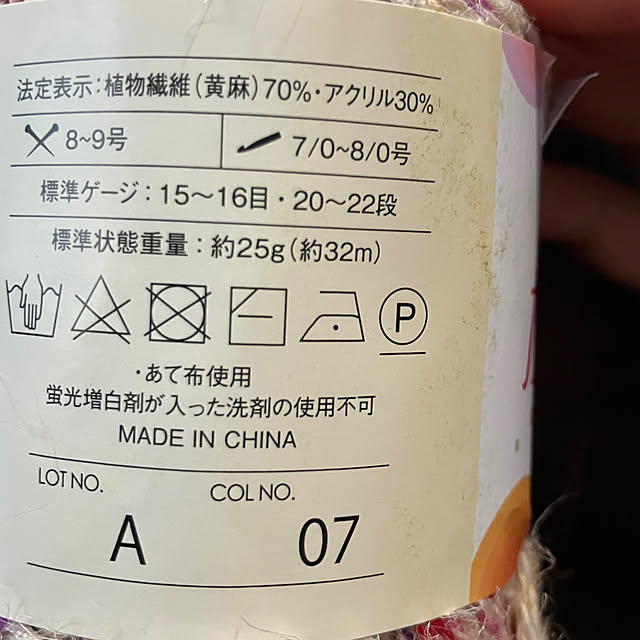 法定表示：植物繊維（黄麻）70%・アクリル30%
8~9号
7/0~8/0号
標準ゲージ：15～16目・20～22段
標準状態重量：約25g（約32m）
P
・あて布使用
蛍光増白剤が入った洗剤の使用不可
MADE IN CHINA
LOT NO.
COL NO.
A
07